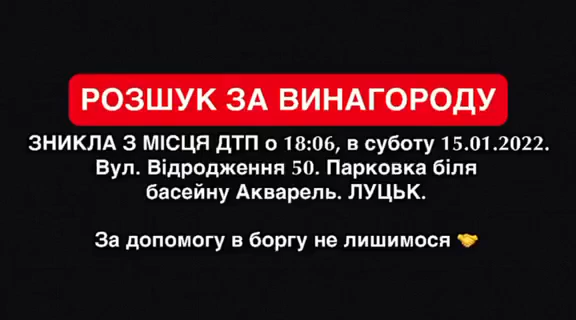 РОЗШУК ЗА ВИНАГОРОДУ
ЗНИКЛА З МІСЦЯ ДТП о 18:06, в суботу 15.01.2022.
Вул. Відродження 50. Парковка біля
басейну Акварель. ЛУЦЬК.
За допомогу в боргу не лишимося 🤝